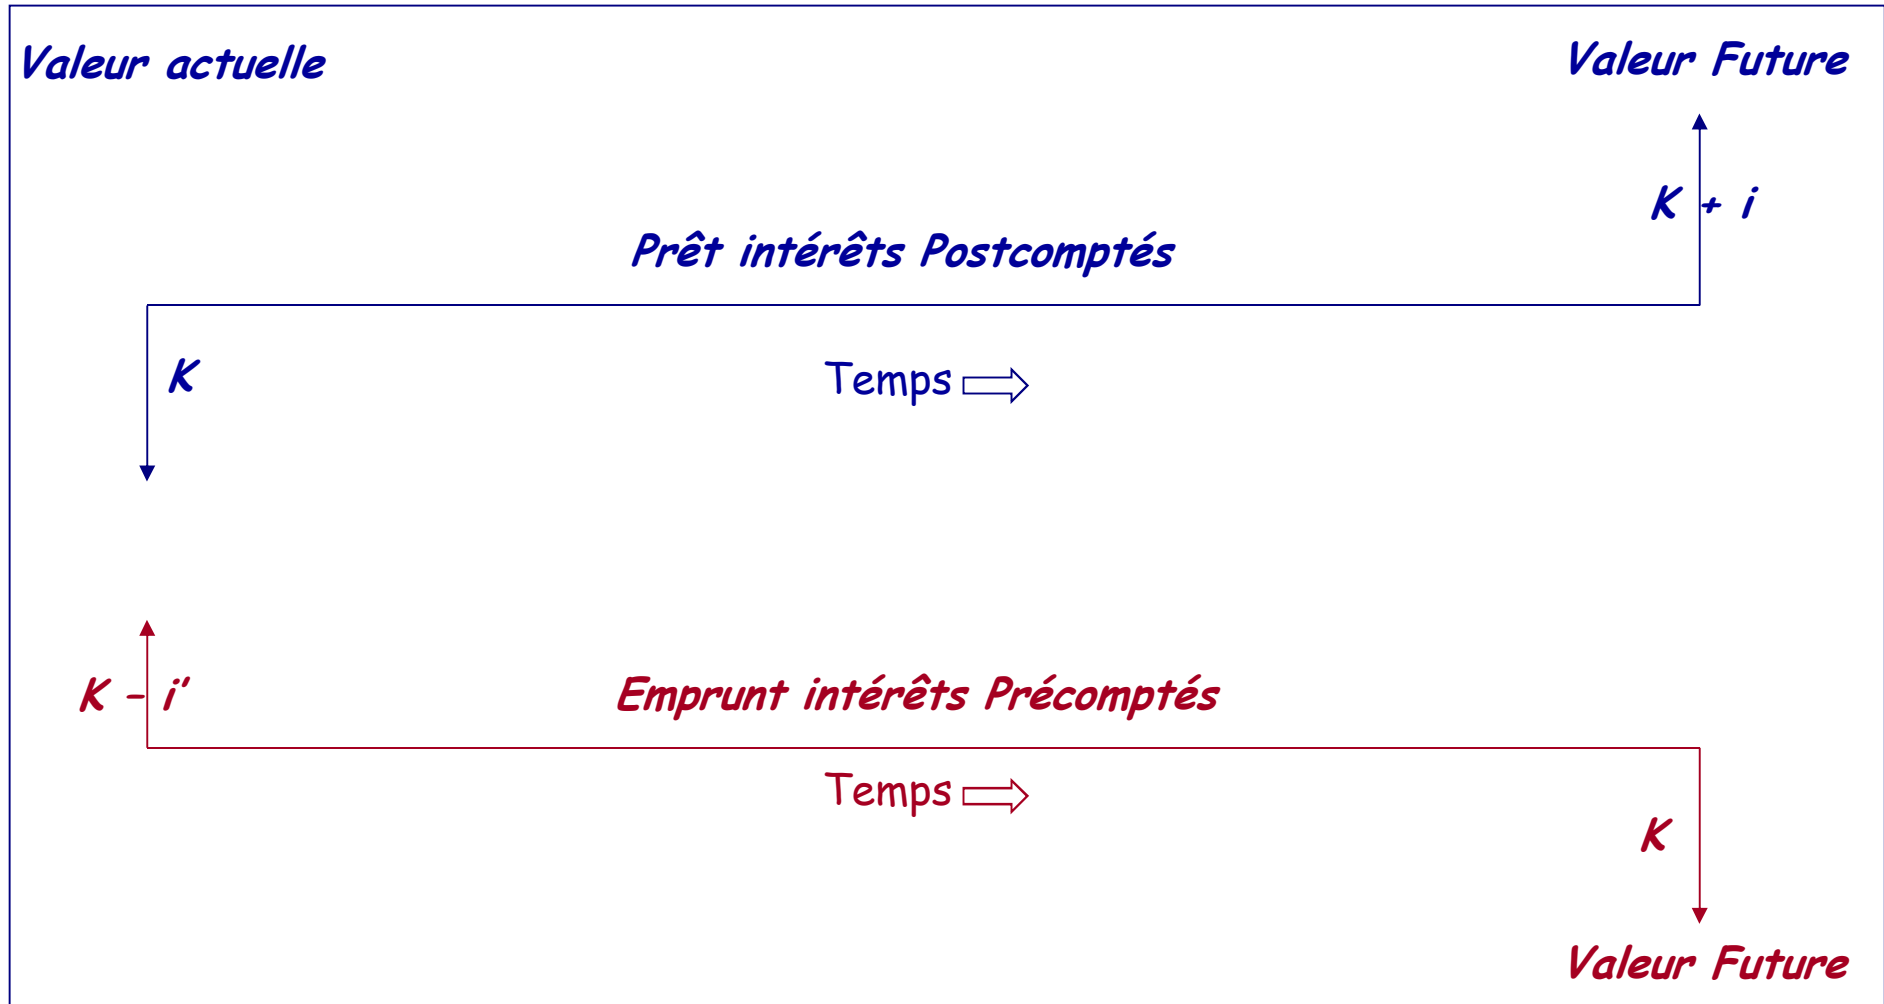 Valeur actuelle
Valeur Future
K + i
Prêt intérêts Postcomptés
K
Temps
K - i'
Emprunt intérêts Précomptés
Temps
K
Valeur Future